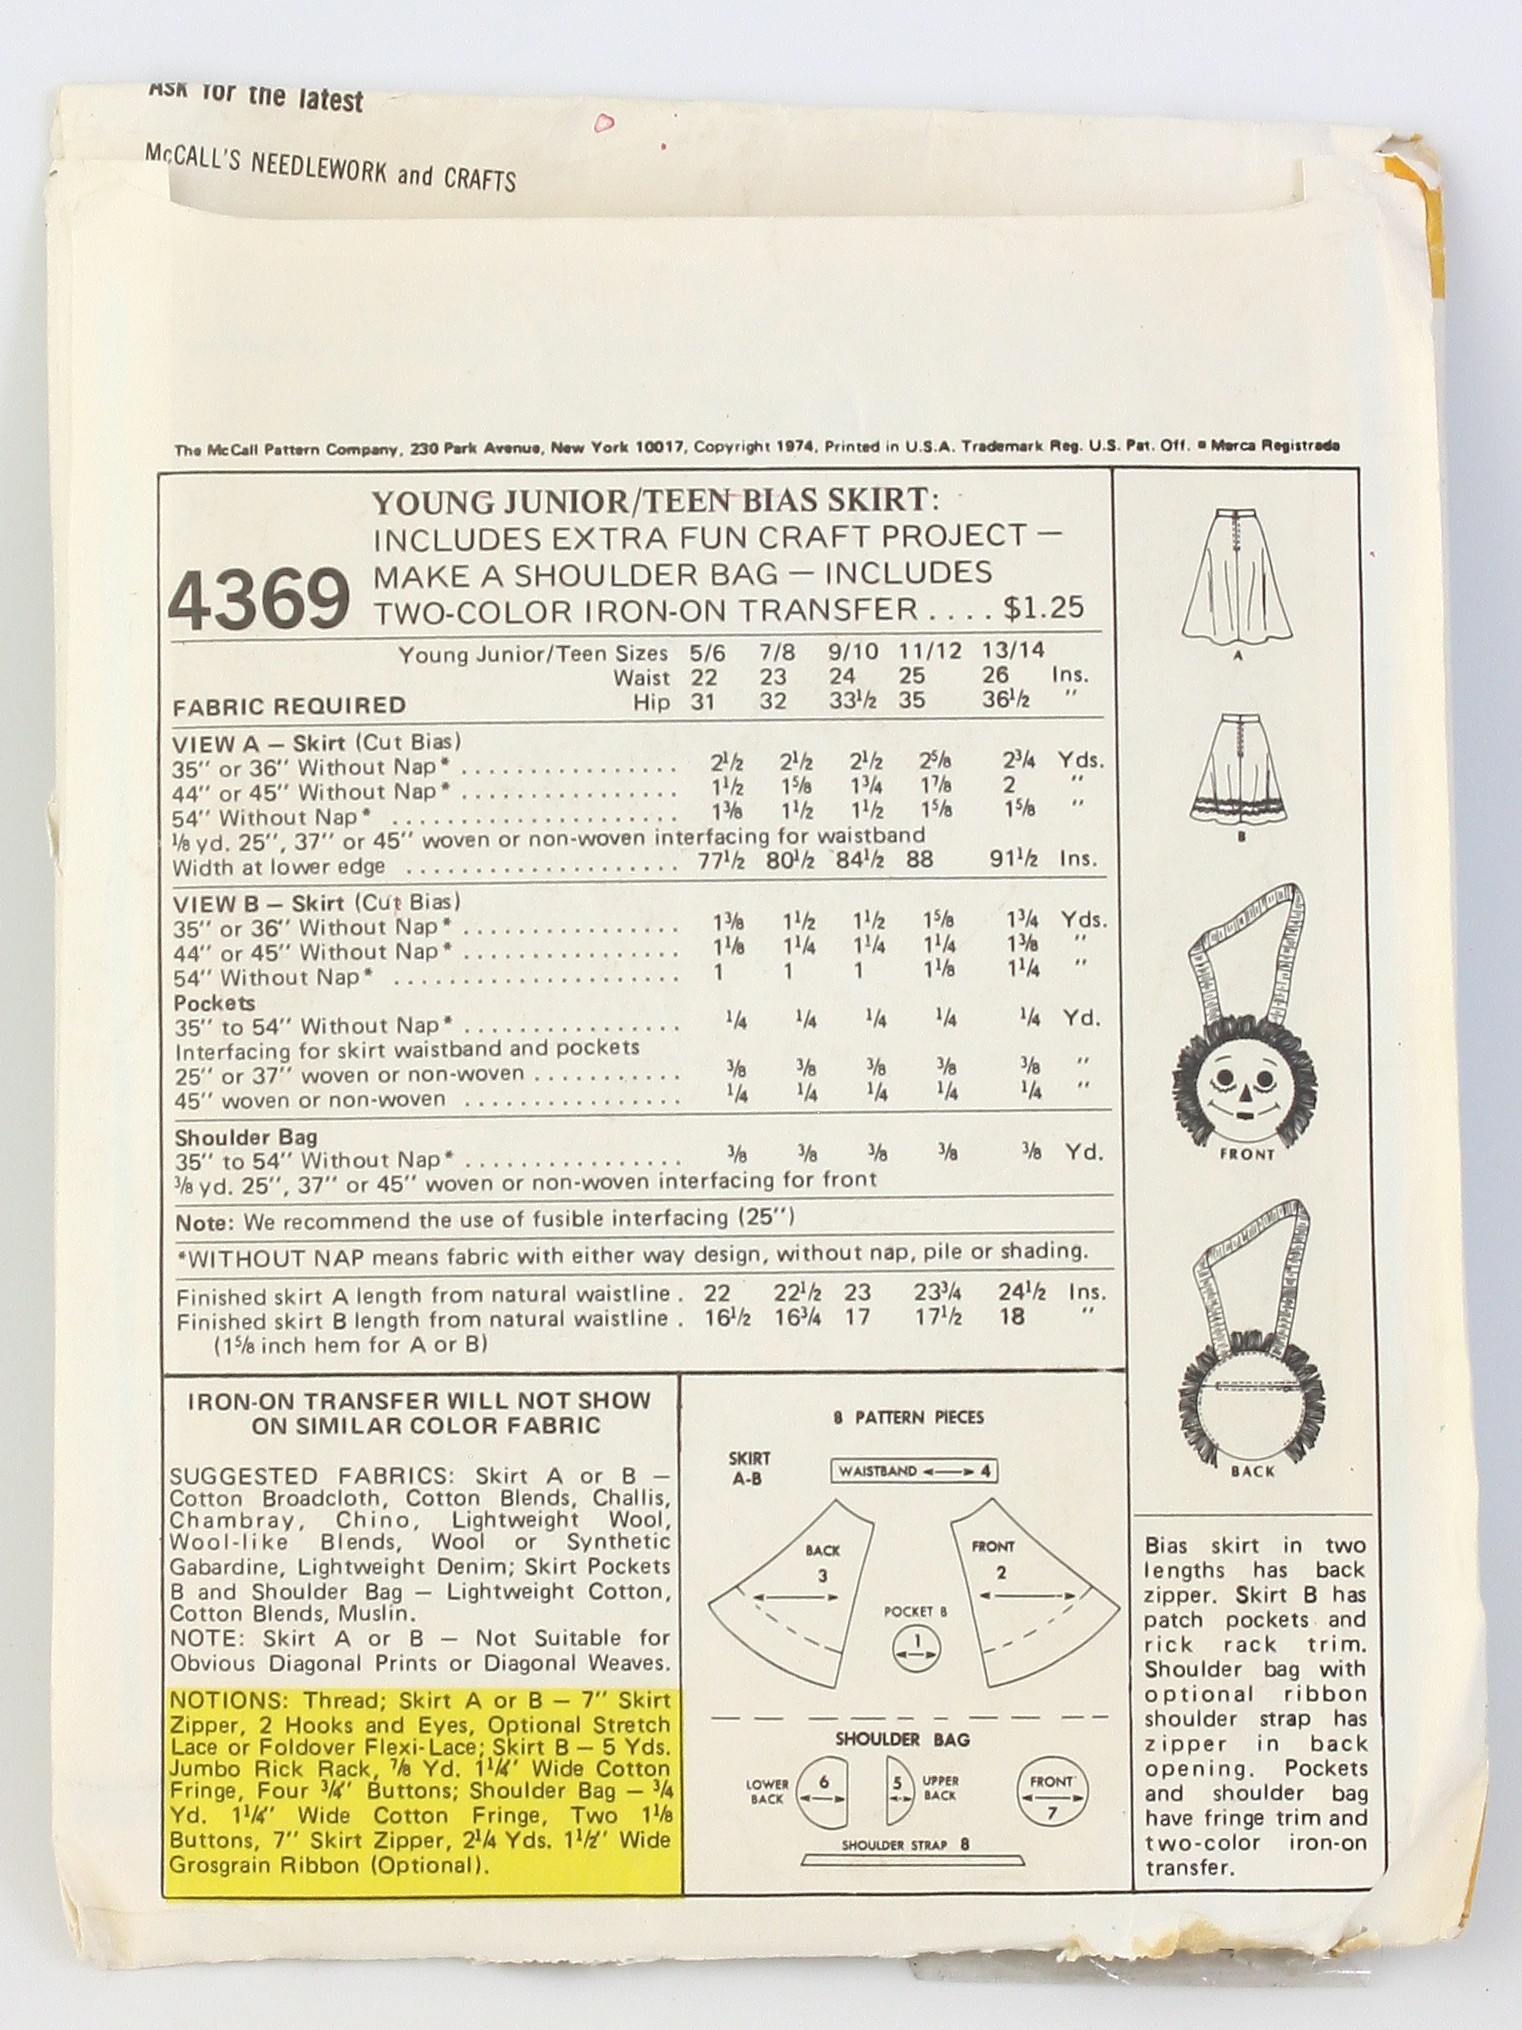 Ask for the latest
McCALL'S NEEDLEWORK and CRAFTS
The McCall Pattern Company, 230 Park Avenue, New York 10017, Copyright 1974, Printed in U.S.A. Trademark Reg. U.S. Pat. Off. ■ Marca Registrada
4369
YOUNG JUNIOR/TEEN BIAS SKIRT:
INCLUDES EXTRA FUN CRAFT PROJECT —
MAKE A SHOULDER BAG — INCLUDES
TWO-COLOR IRON-ON TRANSFER .... $1.25
Young Junior/Teen Sizes 5/6 7/8 9/10 11/12 13/14
Waist 22 23 24 25 26 Ins.
FABRIC REQUIRED Hip 31 32 33½ 35 36½ "
VIEW A — Skirt (Cut Bias)
35" or 36" Without Nap* ................ 2½ 2½ 2½ 2⅝ 2¾ Yds.
44" or 45" Without Nap* ................ 1½ 1⅝ 1¾ 1⅞ 2 "
54" Without Nap* ..................... 1⅜ 1½ 1½ 1⅝ 1⅝ "
⅛ yd. 25", 37" or 45" woven or non-woven interfacing for waistband
Width at lower edge .................... 77½ 80½ 84½ 88 91½ Ins.
VIEW B — Skirt (Cut Bias)
35" or 36" Without Nap* ................ 1⅜ 1½ 1½ 1⅝ 1¾ Yds.
44" or 45" Without Nap* ................ 1⅛ 1¼ 1¼ 1¼ 1⅜ "
54" Without Nap* ..................... 1 1 1 1⅛ 1¼ "
Pockets
35" to 54" Without Nap* ................ ¼ ¼ ¼ ¼ ¼ Yd.
Interfacing for skirt waistband and pockets
25" or 37" woven or non-woven ........... ⅜ ⅜ ⅜ ⅜ ⅜ "
45" woven or non-woven ................ ¼ ¼ ¼ ¼ ¼ "
Shoulder Bag
35" to 54" Without Nap* ................ ⅜ ⅜ ⅜ ⅜ ⅜ Yd.
⅜ yd. 25", 37" or 45" woven or non-woven interfacing for front
Note: We recommend the use of fusible interfacing (25")
*WITHOUT NAP means fabric with either way design, without nap, pile or shading.
Finished skirt A length from natural waistline . 22 22½ 23 23¾ 24½ Ins.
Finished skirt B length from natural waistline . 16½ 16¾ 17 17½ 18 "
(1⅝ inch hem for A or B)
IRON-ON TRANSFER WILL NOT SHOW
ON SIMILAR COLOR FABRIC
SUGGESTED FABRICS: Skirt A or B —
Cotton Broadcloth, Cotton Blends, Challis,
Chambray, Chino, Lightweight Wool,
Wool-like Blends, Wool or Synthetic
Gabardine, Lightweight Denim; Skirt Pockets
B and Shoulder Bag — Lightweight Cotton,
Cotton Blends, Muslin.
NOTE: Skirt A or B — Not Suitable for
Obvious Diagonal Prints or Diagonal Weaves.
NOTIONS: Thread; Skirt A or B — 7" Skirt
Zipper, 2 Hooks and Eyes, Optional Stretch
Lace or Foldover Flexi-Lace; Skirt B — 5 Yds.
Jumbo Rick Rack, ⅞ Yd. 1¼" Wide Cotton
Fringe, Four ¾" Buttons; Shoulder Bag — ¾
Yd. 1¼" Wide Cotton Fringe, Two 1⅛
Buttons, 7" Skirt Zipper, 2¼ Yds. 1½" Wide
Grosgrain Ribbon (Optional).
8 PATTERN PIECES
SKIRT
A-B
WAISTBAND 4
BACK
3
FRONT
2
POCKET B
1
SHOULDER BAG
LOWER
BACK
6
5
UPPER
BACK
FRONT
7
SHOULDER STRAP 8
A
B
FRONT
BACK
Bias skirt in two
lengths has back
zipper. Skirt B has
patch pockets and
rick rack trim.
Shoulder bag with
optional ribbon
shoulder strap has
zipper in back
opening. Pockets
and shoulder bag
have fringe trim and
two-color iron-on
transfer.